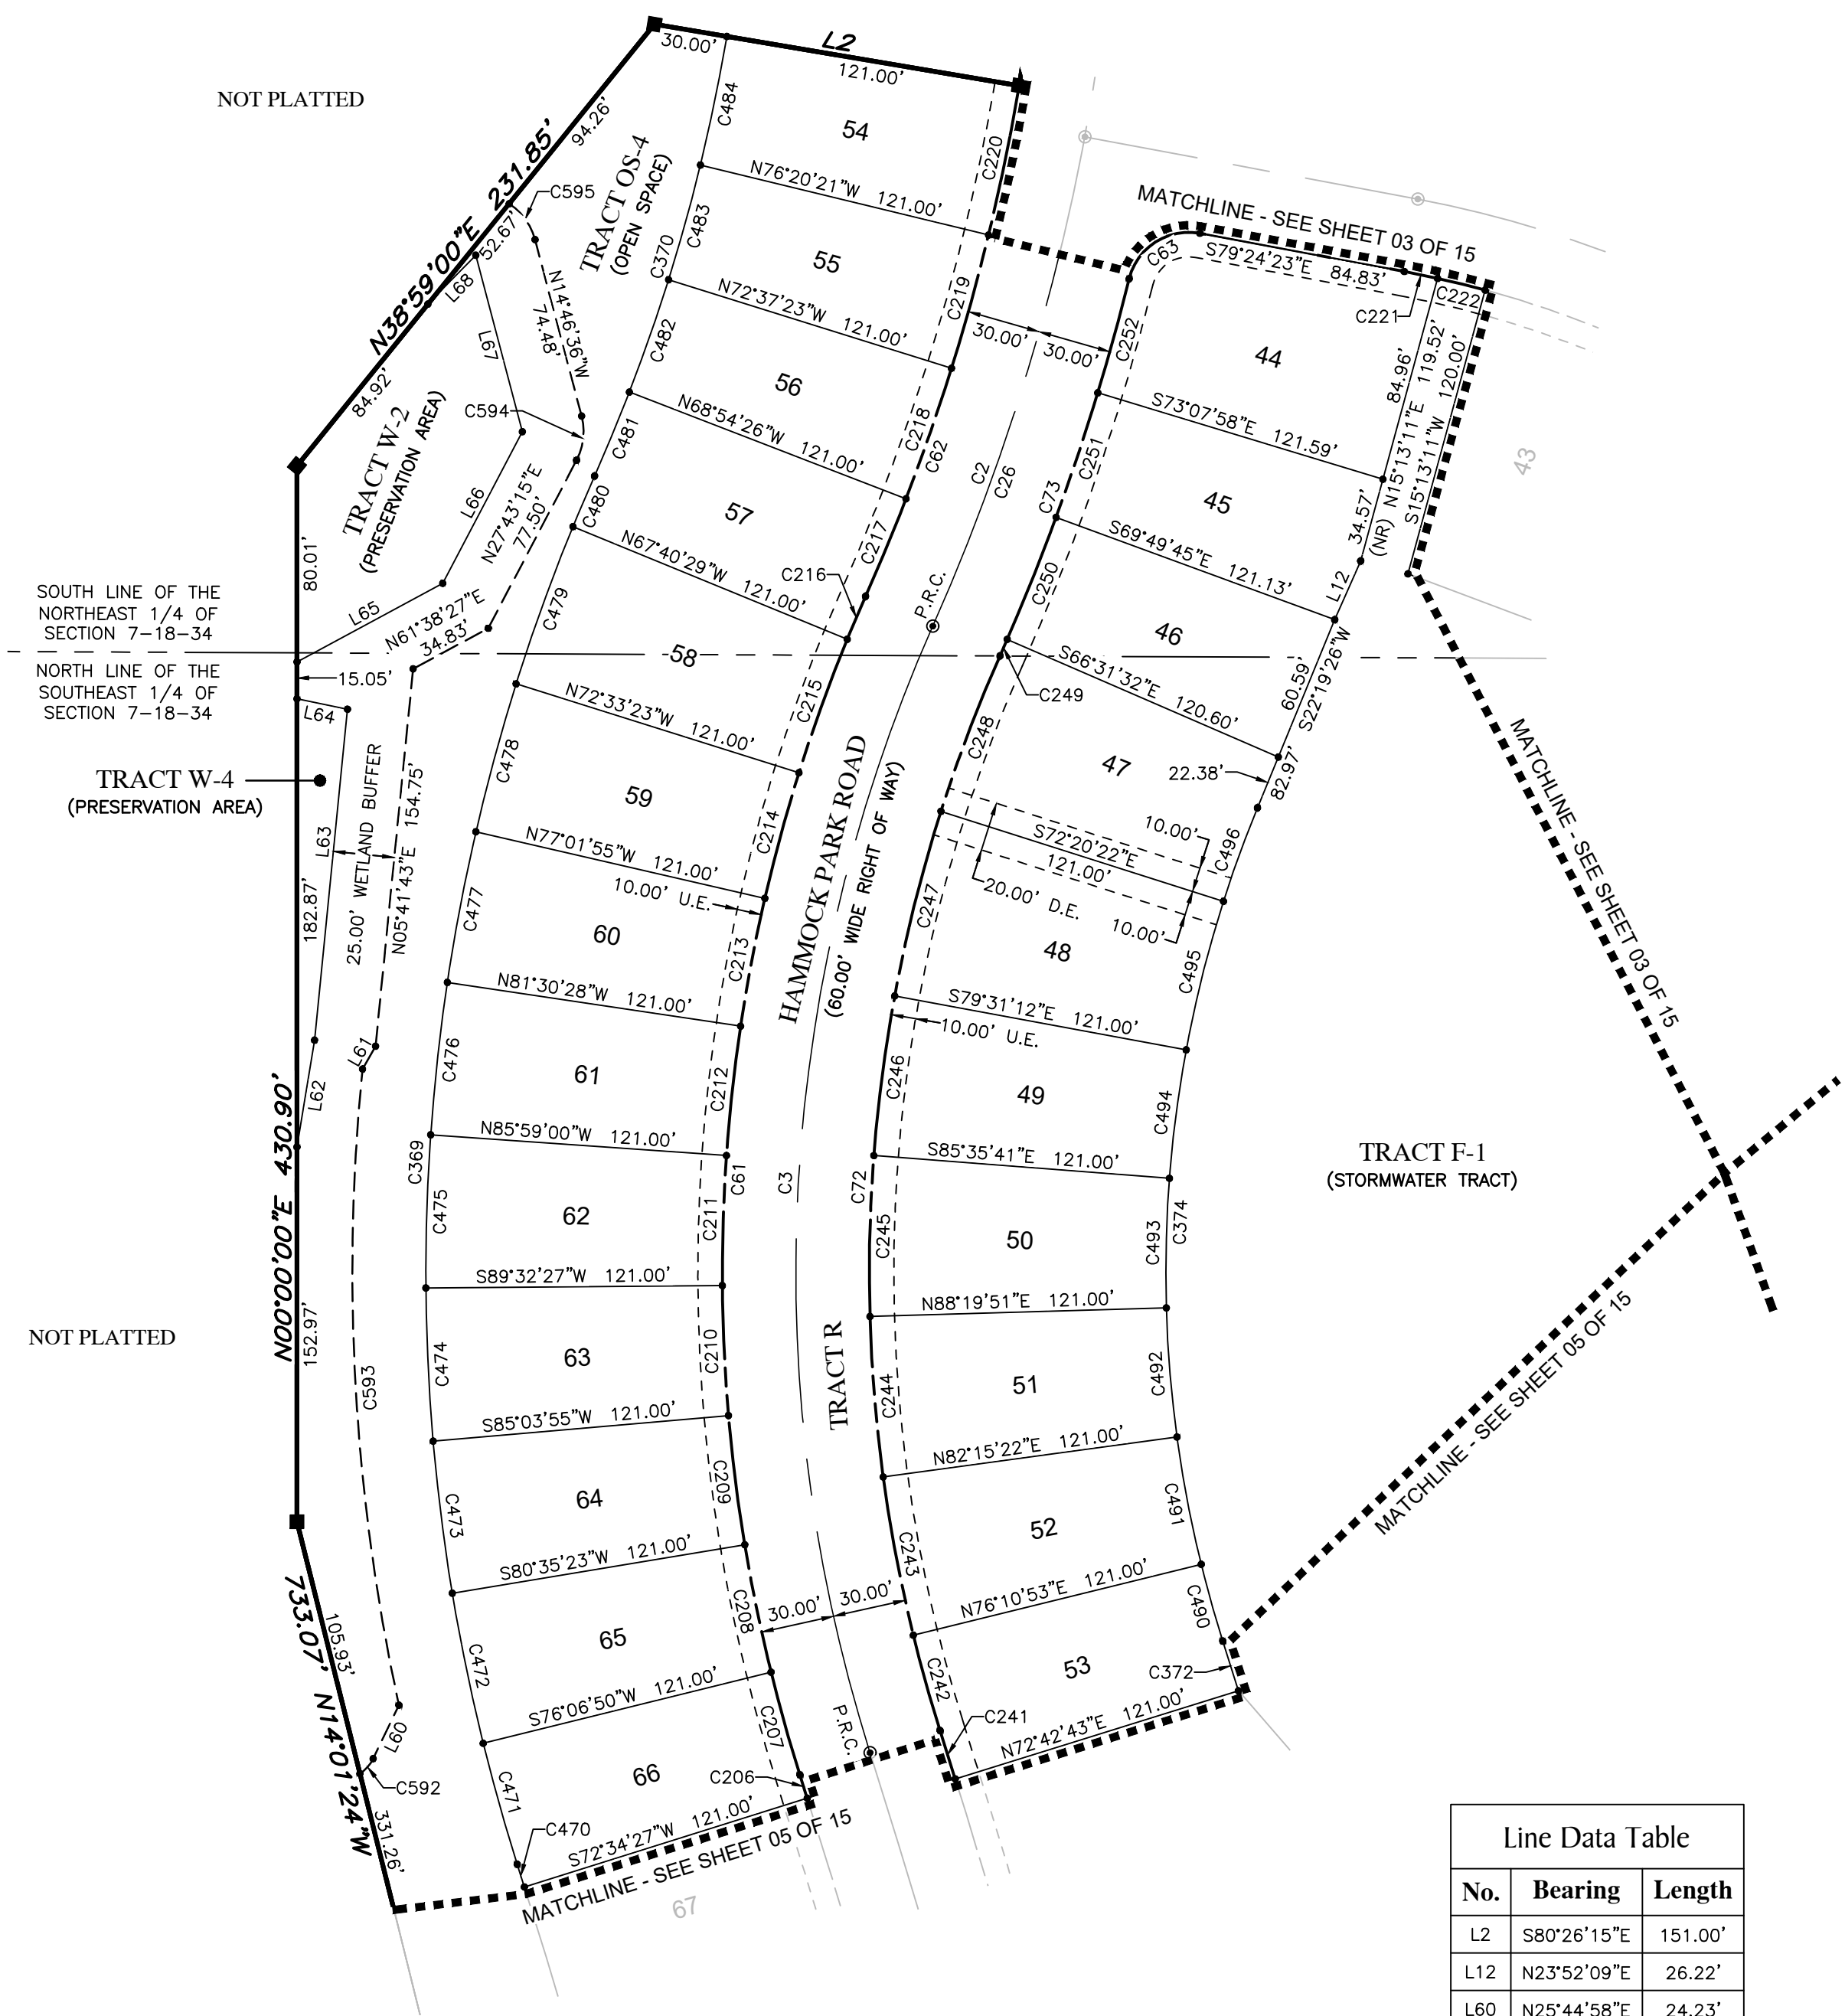 L2
30.00'
121.00'
NOT PLATTED
C484
54
C220
94.26'
N38°59'00"E 231.85'
C595
52.67'
TRACT OS-4
(OPEN SPACE)
N76°20'21"W 121.00'
MATCHLINE - SEE SHEET 03 OF 15
C63
S79°24'23"E 84.83'
C222
C221
C483
C370
55
C219
L68
N14°46'36"W
74.48'
L67
N72°37'23"W 121.00'
30.00'
30.00'
C252
44
84.96'
(NR) N15°13'11"E 119.52'
S15°13'11"W 120.00'
43
C482
56
C218
C62
84.92'
TRACT W-2
(PRESERVATION AREA)
C594
N68°54'26"W 121.00'
S73°07'58"E 121.59'
C481
C2
C26
C251
C73
45
34.57'
L66
N27°43'15"E
77.50'
C480
57
C217
80.01'
N67°40'29"W 121.00'
C216
P.R.C.
S69°49'45"E 121.13'
L12
C250
SOUTH LINE OF THE
NORTHEAST 1/4 OF
SECTION 7-18-34
NORTH LINE OF THE
SOUTHEAST 1/4 OF
SECTION 7-18-34
L65
N61°38'27"E
34.83'
C479
58
46
60.59'
S22°19'26"W
82.97'
15.05'
L64
S66°31'32"E 120.60'
C249
N72°33'23"W 121.00'
C215
C248
TRACT W-4
(PRESERVATION AREA)
C478
59
C214
47
22.38'
MATCHLINE - SEE SHEET 03 OF 15
L63
25.00' WETLAND BUFFER
N05°41'43"E 154.75'
182.87'
N77°01'55"W 121.00'
10.00' U.E.
HAMMOCK PARK ROAD
(60.00' WIDE RIGHT OF WAY)
S72°20'22"E
121.00'
10.00'
C496
20.00' D.E.
10.00'
C477
60
C213
C247
48
C495
N81°30'28"W 121.00'
S79°31'12"E 121.00'
10.00' U.E.
L61
L62
C476
61
C212
C246
49
C494
N00°00'00"E 430.90'
N85°59'00"W 121.00'
S85°35'41"E 121.00'
TRACT F-1
(STORMWATER TRACT)
C369
C61
C3
C72
C475
62
C211
C245
50
C493
C374
S89°32'27"W 121.00'
N88°19'51"E 121.00'
NOT PLATTED
152.97'
C593
C474
63
C210
TRACT R
C244
51
C492
MATCHLINE - SEE SHEET 05 OF 15
S85°03'55"W 121.00'
N82°15'22"E 121.00'
C473
64
C209
52
C491
S80°35'23"W 121.00'
C243
N76°10'53"E 121.00'
30.00'
30.00'
C208
C490
733.07' N14°01'24"W
105.93'
C472
65
53
C372
S76°06'50"W 121.00'
C242
L60
P.R.C.
C207
C241
N72°42'43"E 121.00'
C592
331.26'
C471
66
C206
C470
S72°34'27"W 121.00'
MATCHLINE - SEE SHEET 05 OF 15
67
Line Data Table
No. Bearing Length
L2 S80°26'15"E 151.00'
L12 N23°52'09"E 26.22'
L60 N25°44'58"E 24.23'